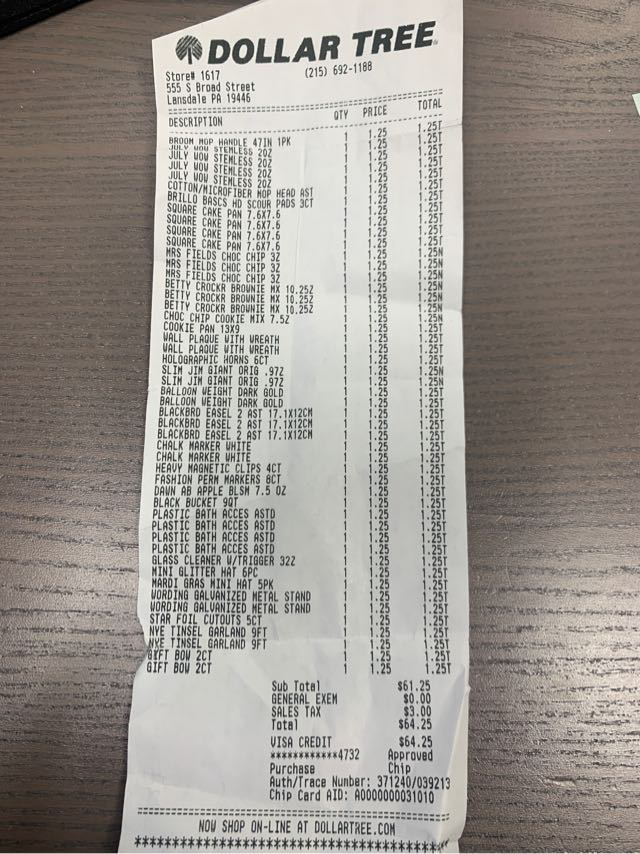 DOLLAR TREE
Store# 1617 (215) 692-1188
555 S Broad Street
Lansdale PA 19446
DESCRIPTION QTY PRICE TOTAL
BROOM MOP HANDLE 47IN 1PK 1 1.25 1.25T
JULY WOW STEMLESS 20Z 1 1.25 1.25T
JULY WOW STEMLESS 20Z 1 1.25 1.25T
JULY WOW STEMLESS 20Z 1 1.25 1.25T
JULY WOW STEMLESS 20Z 1 1.25 1.25T
COTTON/MICROFIBER MOP HEAD AST 1 1.25 1.25T
BRILLO BASCS HD SCOUR PADS 3CT 1 1.25 1.25T
SQUARE CAKE PAN 7.6X7.6 1 1.25 1.25T
SQUARE CAKE PAN 7.6X7.6 1 1.25 1.25T
SQUARE CAKE PAN 7.6X7.6 1 1.25 1.25T
SQUARE CAKE PAN 7.6X7.6 1 1.25 1.25T
MRS FIELDS CHOC CHIP 3Z 1 1.25 1.25N
MRS FIELDS CHOC CHIP 3Z 1 1.25 1.25N
MRS FIELDS CHOC CHIP 3Z 1 1.25 1.25N
BETTY CROCKR BROWNIE MX 10.25Z 1 1.25 1.25N
BETTY CROCKR BROWNIE MX 10.25Z 1 1.25 1.25N
BETTY CROCKR BROWNIE MX 10.25Z 1 1.25 1.25N
CHOC CHIP COOKIE MIX 7.5Z 1 1.25 1.25N
COOKIE PAN 13X9 1 1.25 1.25T
WALL PLAQUE WITH WREATH 1 1.25 1.25T
WALL PLAQUE WITH WREATH 1 1.25 1.25T
HOLOGRAPHIC HORNS 6CT 1 1.25 1.25T
SLIM JIM GIANT ORIG .97Z 1 1.25 1.25N
SLIM JIM GIANT ORIG .97Z 1 1.25 1.25N
BALLOON WEIGHT DARK GOLD 1 1.25 1.25T
BALLOON WEIGHT DARK GOLD 1 1.25 1.25T
BLACKBRD EASEL 2 AST 17.1X12CM 1 1.25 1.25T
BLACKBRD EASEL 2 AST 17.1X12CM 1 1.25 1.25T
BLACKBRD EASEL 2 AST 17.1X12CM 1 1.25 1.25T
CHALK MARKER WHITE 1 1.25 1.25T
CHALK MARKER WHITE 1 1.25 1.25T
HEAVY MAGNETIC CLIPS 4CT 1 1.25 1.25T
FASHION PERM MARKERS 8CT 1 1.25 1.25T
DAWN AB APPLE BLSM 7.5 OZ 1 1.25 1.25T
BLACK BUCKET 9QT 1 1.25 1.25T
PLASTIC BATH ACCES ASTD 1 1.25 1.25T
PLASTIC BATH ACCES ASTD 1 1.25 1.25T
PLASTIC BATH ACCES ASTD 1 1.25 1.25T
PLASTIC BATH ACCES ASTD 1 1.25 1.25T
GLASS CLEANER W/TRIGGER 32Z 1 1.25 1.25T
MINI GLITTER HAT 6PC 1 1.25 1.25T
MARDI GRAS MINI HAT 5PK 1 1.25 1.25T
WORDING GALVANIZED METAL STAND 1 1.25 1.25T
WORDING GALVANIZED METAL STAND 1 1.25 1.25T
STAR FOIL CUTOUTS 5CT 1 1.25 1.25T
NYE TINSEL GARLAND 9FT 1 1.25 1.25T
NYE TINSEL GARLAND 9FT 1 1.25 1.25T
GIFT BOW 2CT 1 1.25 1.25T
GIFT BOW 2CT 1 1.25 1.25T
Sub Total $61.25
GENERAL EXEM $0.00
SALES TAX $3.00
Total $64.25
VISA CREDIT $64.25
***********4732 Approved
Purchase Chip
Auth/Trace Number: 371240/039213
Chip Card AID: A0000000031010
NOW SHOP ON-LINE AT DOLLARTREE.COM